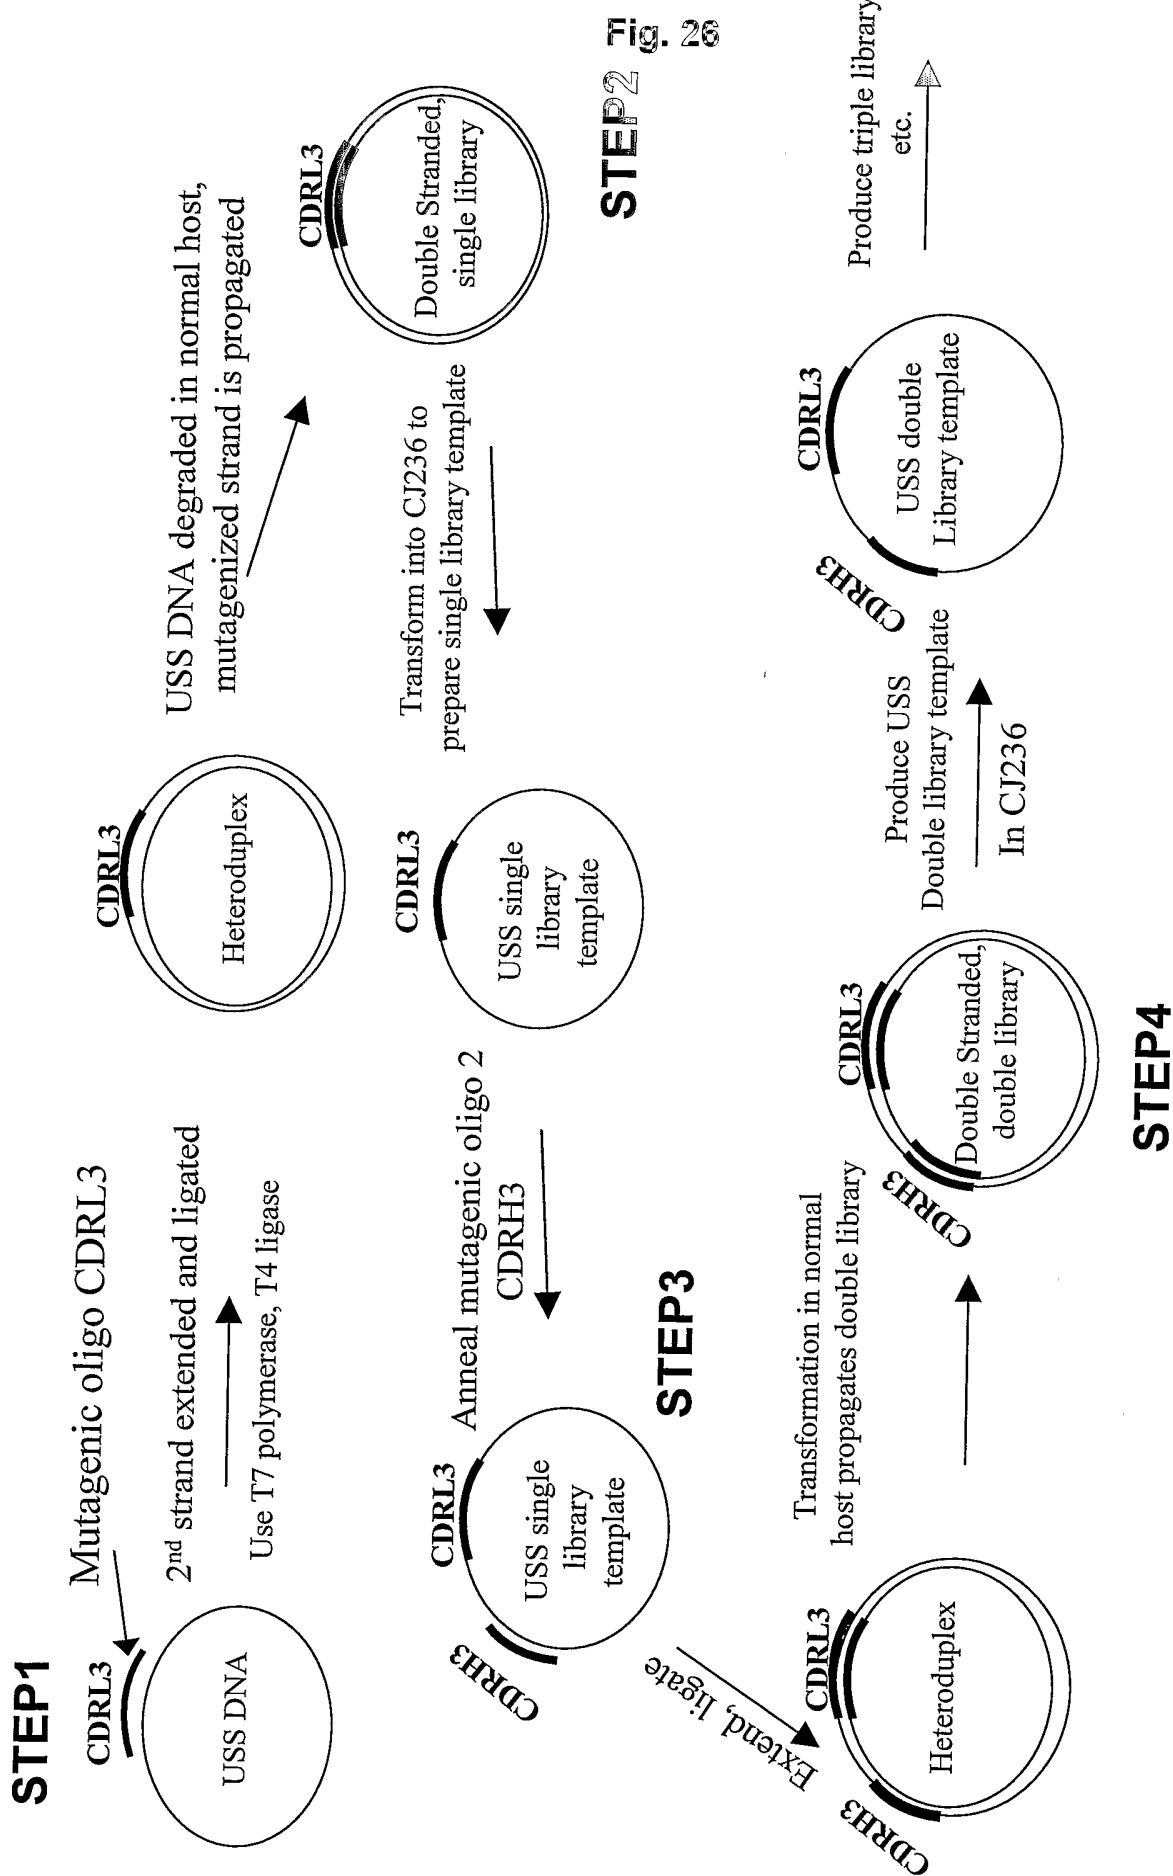 Fig. 26
STEP1
CDRL3
Mutagenic oligo CDRL3
USS DNA
2nd strand extended and ligated
Use T7 polymerase, T4 ligase
CDRL3
Heteroduplex
USS DNA degraded in normal host,
mutagenized strand is propagated
CDRL3
Double Stranded,
single library
STEP2
Transform into CJ236 to
prepare single library template
CDRL3
USS single
library
template
Anneal mutagenic oligo 2
CDRH3
STEP3
CDRL3
CDRH3
USS single
library
template
Extend, ligate
CDRL3
CDRH3
Heteroduplex
Transformation in normal
host propagates double library
CDRL3
CDRH3
Double Stranded,
double library
STEP4
Produce USS
Double library template
In CJ236
CDRL3
CDRH3
USS double
Library template
Produce triple library
etc.